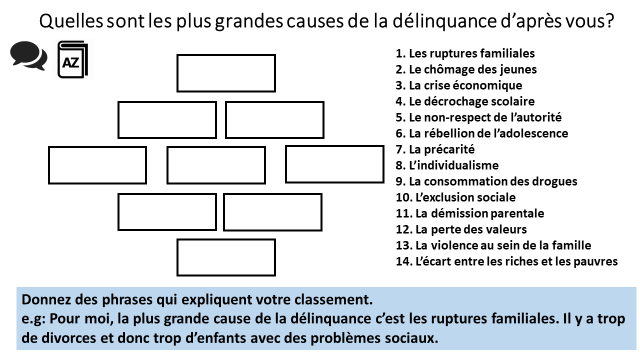 Quelles sont les plus grandes causes de la délinquance d'après vous?
AZ
1. Les ruptures familiales
2. Le chômage des jeunes
3. La crise économique
4. Le décrochage scolaire
5. Le non-respect de l'autorité
6. La rébellion de l'adolescence
7. La précarité
8. L'individualisme
9. La consommation des drogues
10. L'exclusion sociale
11. La démission parentale
12. La perte des valeurs
13. La violence au sein de la famille
14. L'écart entre les riches et les pauvres
Donnez des phrases qui expliquent votre classement.
e.g: Pour moi, la plus grande cause de la délinquance c'est les ruptures familiales. Il y a trop
de divorces et donc trop d'enfants avec des problèmes sociaux.